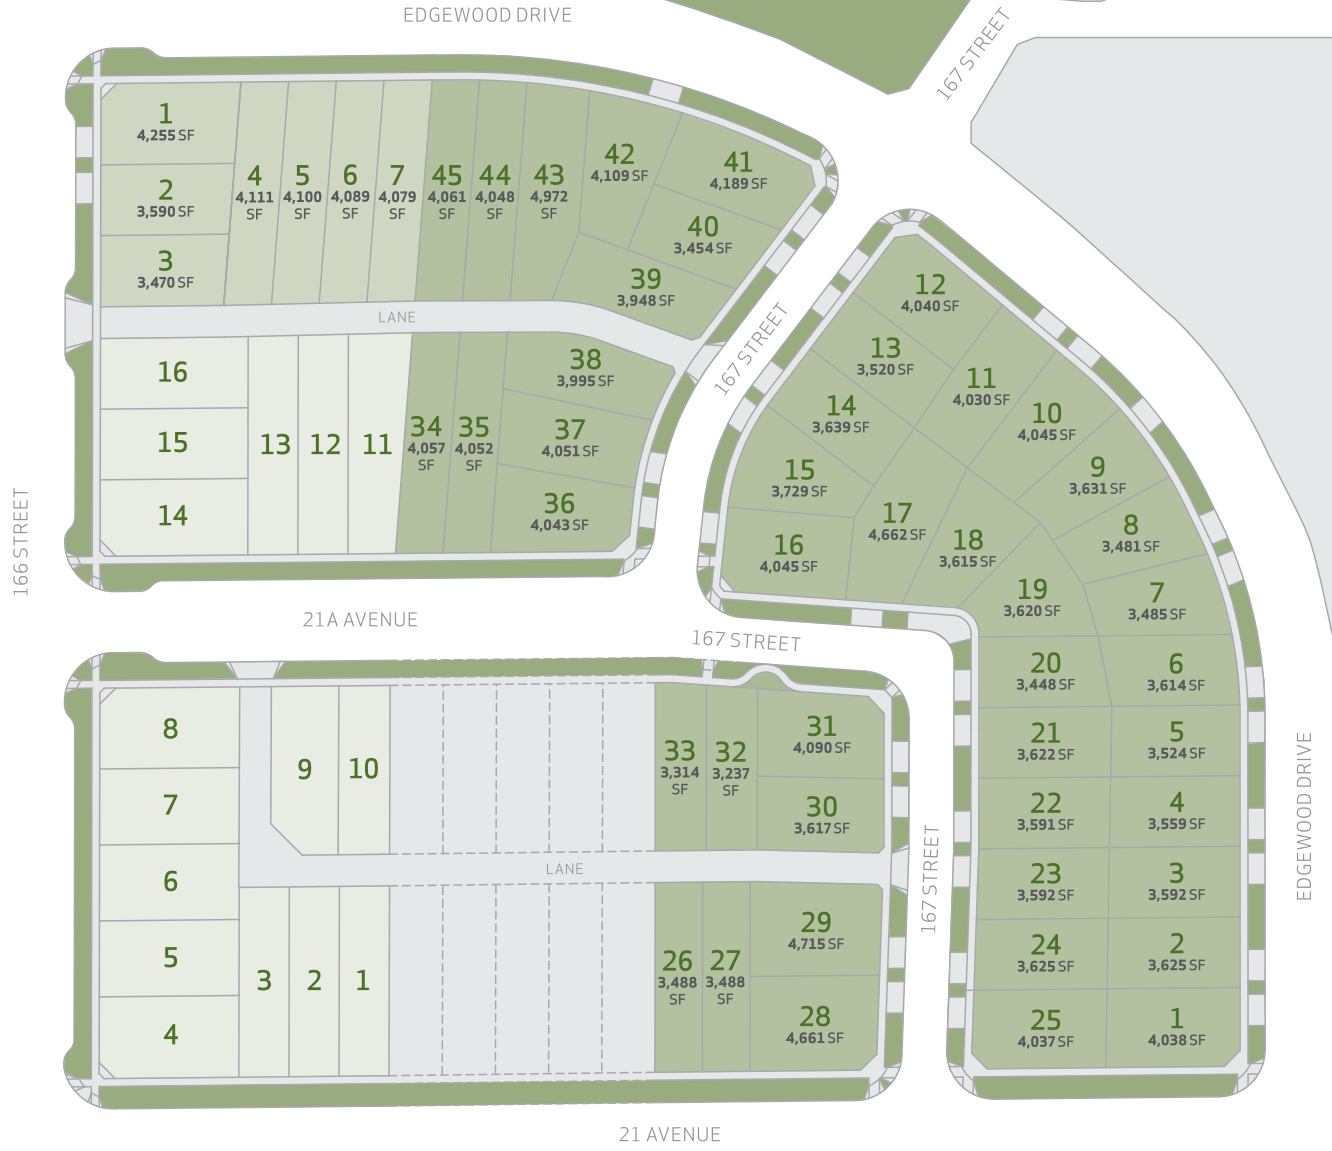 EDGEWOOD DRIVE
167 STREET
1
4,255 SF
2
3,590 SF
3
3,470 SF
4
4,111
SF
5
4,100
SF
6
4,089
SF
7
4,079
SF
45
4,061
SF
44
4,048
SF
43
4,972
SF
42
4,109 SF
41
4,189 SF
40
3,454 SF
39
3,948 SF
LANE
16
15
14
13
12
11
34
4,057
SF
35
4,052
SF
38
3,995 SF
37
4,051 SF
36
4,043 SF
167 STREET
12
4,040 SF
13
3,520 SF
11
4,030 SF
14
3,639 SF
10
4,045 SF
15
3,729 SF
9
3,631 SF
16
4,045 SF
17
4,662 SF
18
3,615 SF
8
3,481 SF
19
3,620 SF
7
3,485 SF
20
3,448 SF
6
3,614 SF
21
3,622 SF
5
3,524 SF
22
3,591 SF
4
3,559 SF
23
3,592 SF
3
3,592 SF
24
3,625 SF
2
3,625 SF
25
4,037 SF
1
4,038 SF
166 STREET
21A AVENUE
167 STREET
8
7
6
5
4
9
10
3
2
1
33
3,314
SF
32
3,237
SF
31
4,090 SF
30
3,617 SF
LANE
26
3,488
SF
27
3,488
SF
29
4,715 SF
28
4,661 SF
167 STREET
EDGEWOOD DRIVE
21 AVENUE